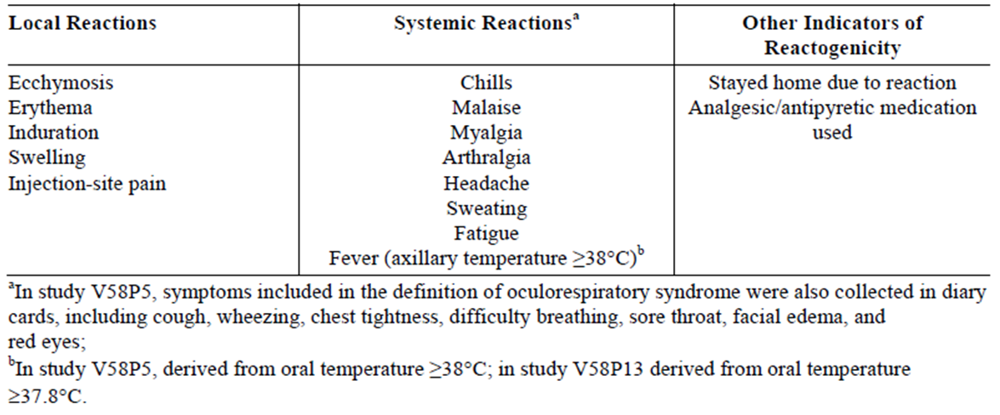 Local Reactions Systemic Reactionsa Other Indicators of
Reactogenicity
Ecchymosis Chills Stayed home due to reaction
Erythema Malaise Analgesic/antipyretic medication
Induration Myalgia used
Swelling Arthralgia
Injection-site pain Headache
Sweating
Fatigue
Fever (axillary temperature ≥38°C)b
aIn study V58P5, symptoms included in the definition of oculorespiratory syndrome were also collected in diary
cards, including cough, wheezing, chest tightness, difficulty breathing, sore throat, facial edema, and
red eyes;
bIn study V58P5, derived from oral temperature ≥38°C; in study V58P13 derived from oral temperature
≥37.8°C.